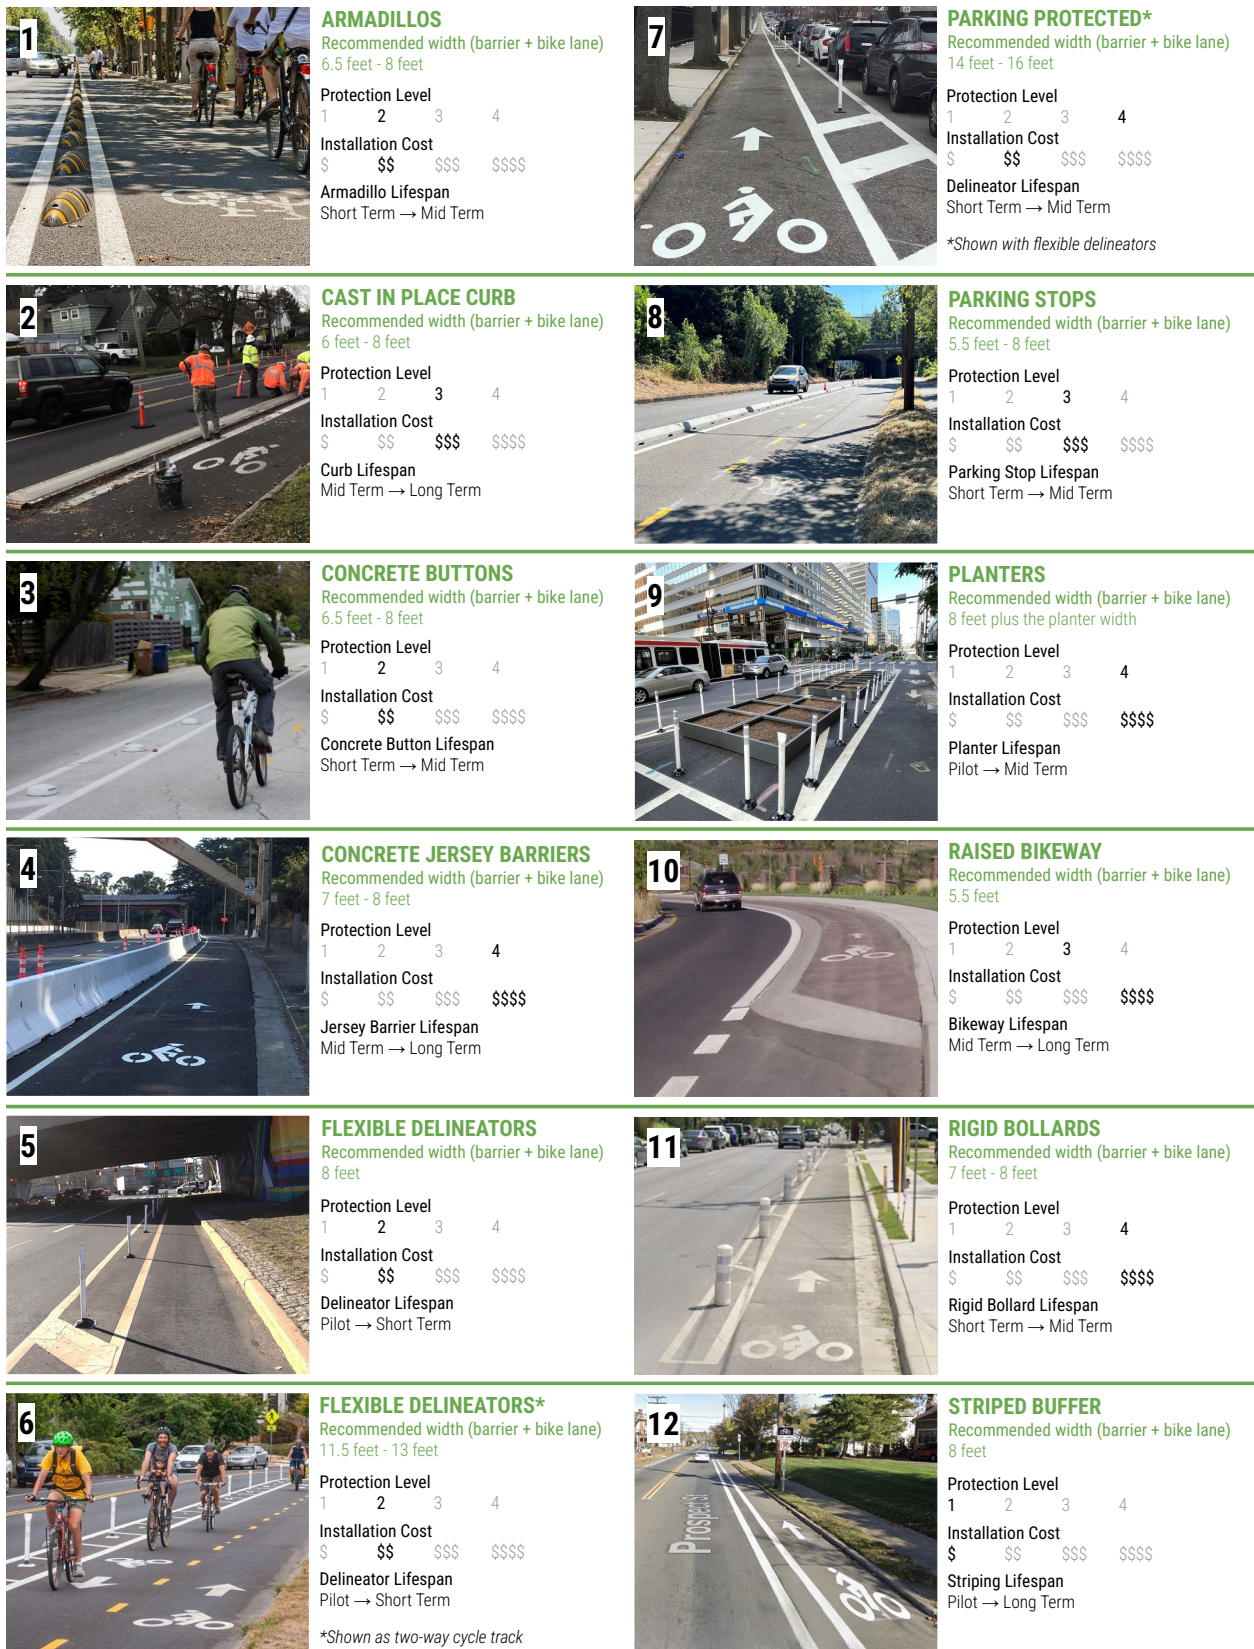 1
ARMADILLOS
Recommended width (barrier + bike lane)
6.5 feet - 8 feet
Protection Level
1 2 3 4
Installation Cost
$ $$ $$$ $$$$
Armadillo Lifespan
Short Term → Mid Term
2
CAST IN PLACE CURB
Recommended width (barrier + bike lane)
6 feet - 8 feet
Protection Level
1 2 3 4
Installation Cost
$ $$ $$$ $$$$
Curb Lifespan
Mid Term → Long Term
3
CONCRETE BUTTONS
Recommended width (barrier + bike lane)
6.5 feet - 8 feet
Protection Level
1 2 3 4
Installation Cost
$ $$ $$$ $$$$
Concrete Button Lifespan
Short Term → Mid Term
4
CONCRETE JERSEY BARRIERS
Recommended width (barrier + bike lane)
7 feet - 8 feet
Protection Level
1 2 3 4
Installation Cost
$ $$ $$$ $$$$
Jersey Barrier Lifespan
Mid Term → Long Term
5
FLEXIBLE DELINEATORS
Recommended width (barrier + bike lane)
8 feet
Protection Level
1 2 3 4
Installation Cost
$ $$ $$$ $$$$
Delineator Lifespan
Pilot → Short Term
6
FLEXIBLE DELINEATORS*
Recommended width (barrier + bike lane)
11.5 feet - 13 feet
Protection Level
1 2 3 4
Installation Cost
$ $$ $$$ $$$$
Delineator Lifespan
Pilot → Short Term
*Shown as two-way cycle track
7
PARKING PROTECTED*
Recommended width (barrier + bike lane)
14 feet - 16 feet
Protection Level
1 2 3 4
Installation Cost
$ $$ $$$ $$$$
Delineator Lifespan
Short Term → Mid Term
*Shown with flexible delineators
8
PARKING STOPS
Recommended width (barrier + bike lane)
5.5 feet - 8 feet
Protection Level
1 2 3 4
Installation Cost
$ $$ $$$ $$$$
Parking Stop Lifespan
Short Term → Mid Term
9
PLANTERS
Recommended width (barrier + bike lane)
8 feet plus the planter width
Protection Level
1 2 3 4
Installation Cost
$ $$ $$$ $$$$
Planter Lifespan
Pilot → Mid Term
10
RAISED BIKEWAY
Recommended width (barrier + bike lane)
5.5 feet
Protection Level
1 2 3 4
Installation Cost
$ $$ $$$ $$$$
Bikeway Lifespan
Mid Term → Long Term
11
RIGID BOLLARDS
Recommended width (barrier + bike lane)
7 feet - 8 feet
Protection Level
1 2 3 4
Installation Cost
$ $$ $$$ $$$$
Rigid Bollard Lifespan
Short Term → Mid Term
12
Prospect St
STRIPED BUFFER
Recommended width (barrier + bike lane)
8 feet
Protection Level
1 2 3 4
Installation Cost
$ $$ $$$ $$$$
Striping Lifespan
Pilot → Long Term